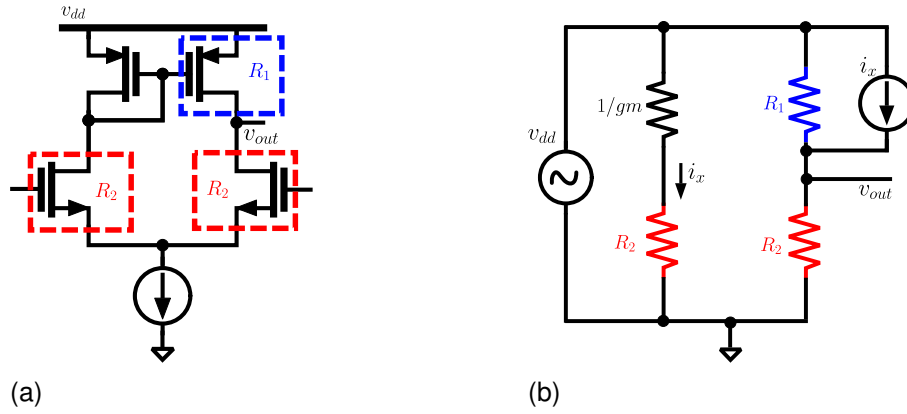 v_dd
R_1
v_out
R_2
R_2
(a)
v_dd
1/gm
i_x
R_2
R_1
i_x
v_out
R_2
(b)